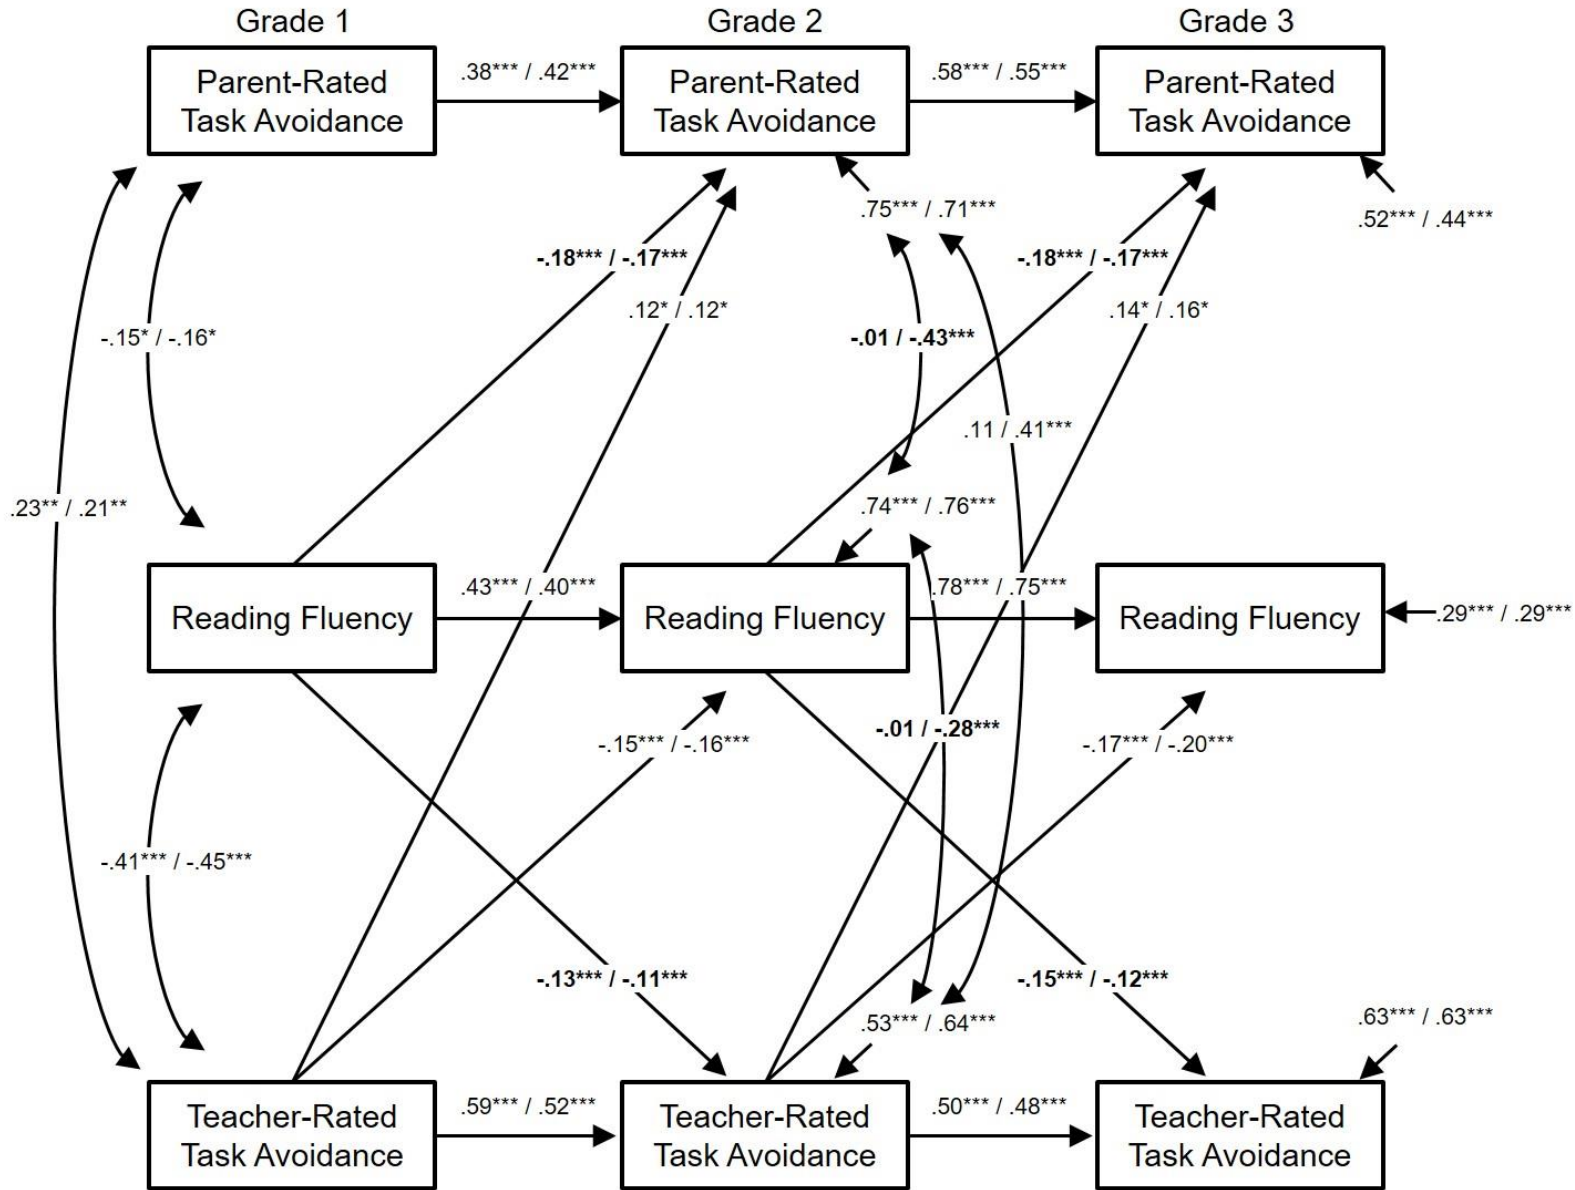 Grade 1
Grade 2
Grade 3
Parent-Rated
Task Avoidance
.38*** / .42***
Parent-Rated
Task Avoidance
.58*** / .55***
Parent-Rated
Task Avoidance
.75*** / .71***
.52*** / .44***
-.18*** / -.17***
-.18*** / -.17***
.12* / .12*
.14* / .16*
-.15* / -.16*
-.01 / -.43***
.11 / .41***
.23** / .21**
.74*** / .76***
Reading Fluency
.43*** / .40***
Reading Fluency
.78*** / .75***
Reading Fluency
.29*** / .29***
-.15*** / -.16***
-.01 / -.28***
-.17*** / -.20***
-.41*** / -.45***
-.13*** / -.11***
-.15*** / -.12***
.53*** / .64***
.63*** / .63***
Teacher-Rated
Task Avoidance
.59*** / .52***
Teacher-Rated
Task Avoidance
.50*** / .48***
Teacher-Rated
Task Avoidance